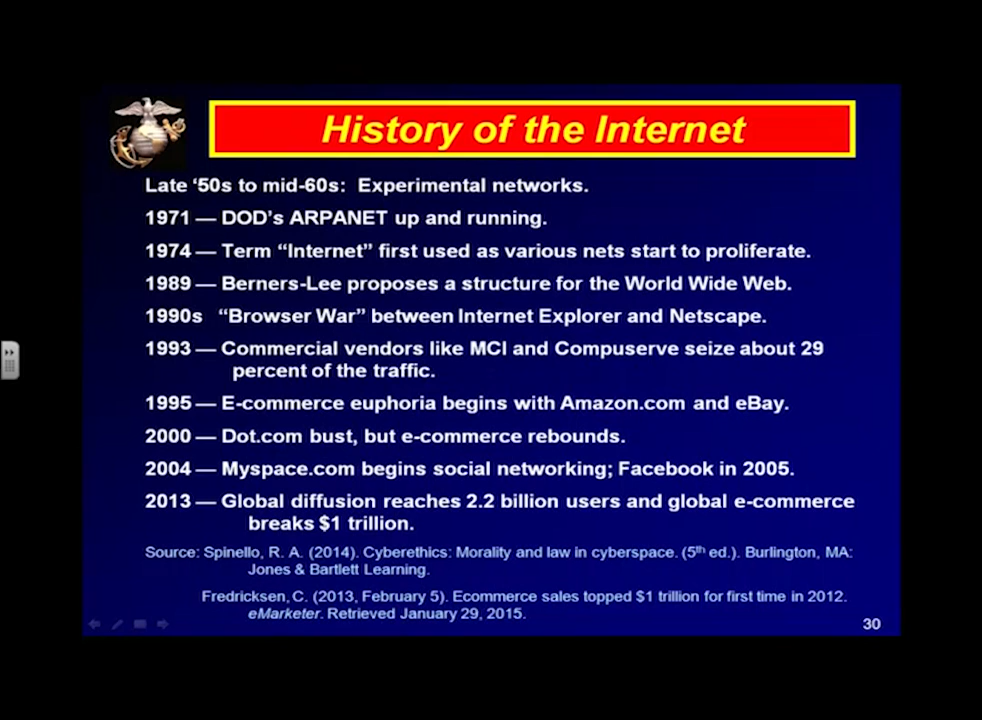 History of the Internet
Late ‘50s to mid-60s: Experimental networks.
1971 — DOD’s ARPANET up and running.
1974 — Term “Internet” first used as various nets start to proliferate.
1989 — Berners-Lee proposes a structure for the World Wide Web.
1990s “Browser War” between Internet Explorer and Netscape.
1993 — Commercial vendors like MCI and Compuserve seize about 29
percent of the traffic.
1995 — E-commerce euphoria begins with Amazon.com and eBay.
2000 — Dot.com bust, but e-commerce rebounds.
2004 — Myspace.com begins social networking; Facebook in 2005.
2013 — Global diffusion reaches 2.2 billion users and global e-commerce
breaks $1 trillion.
Source: Spinello, R. A. (2014). Cyberethics: Morality and law in cyberspace. (5th ed.). Burlington, MA:
Jones & Bartlett Learning.
Fredricksen, C. (2013, February 5). Ecommerce sales topped $1 trillion for first time in 2012.
eMarketer. Retrieved January 29, 2015.
30